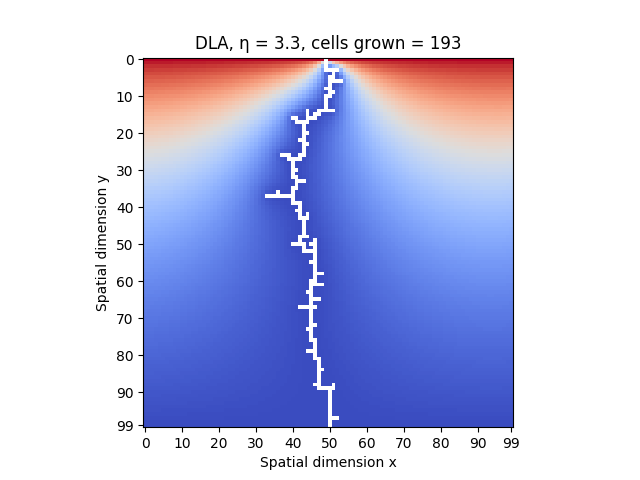 DLA, η = 3.3, cells grown = 193
Spatial dimension y
0
10
20
30
40
50
60
70
80
90
99
0 10 20 30 40 50 60 70 80 90 99
Spatial dimension x